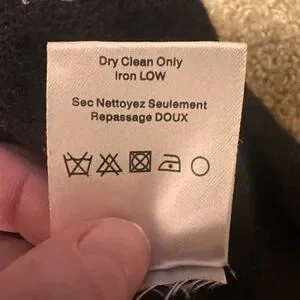 Dry Clean Only
Iron LOW
Sec Nettoyez Seulement
Repassage DOUX